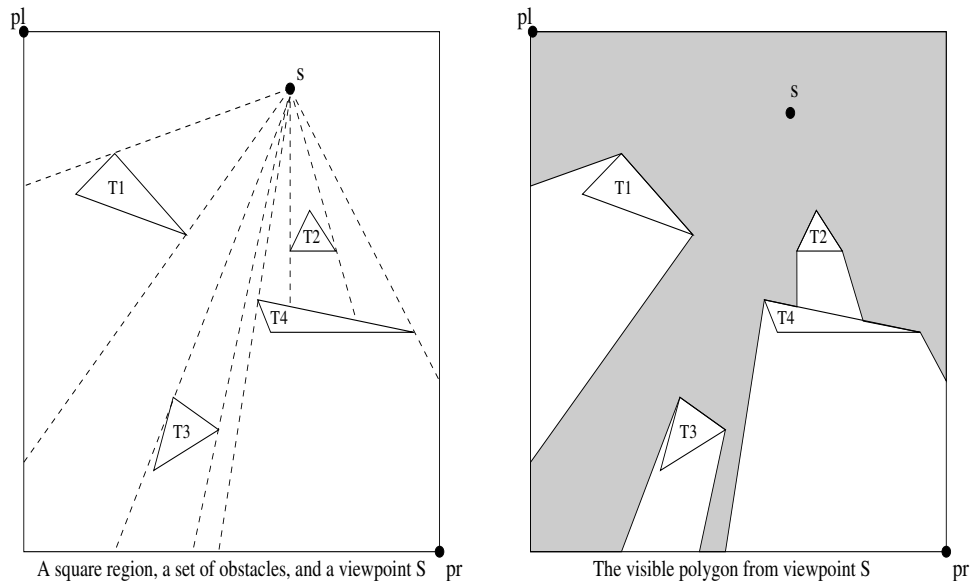 pl
s
T1
T2
T4
T3
A square region, a set of obstacles, and a viewpoint S
pr
pl
s
T1
T2
T4
T3
The visible polygon from viewpoint S
pr